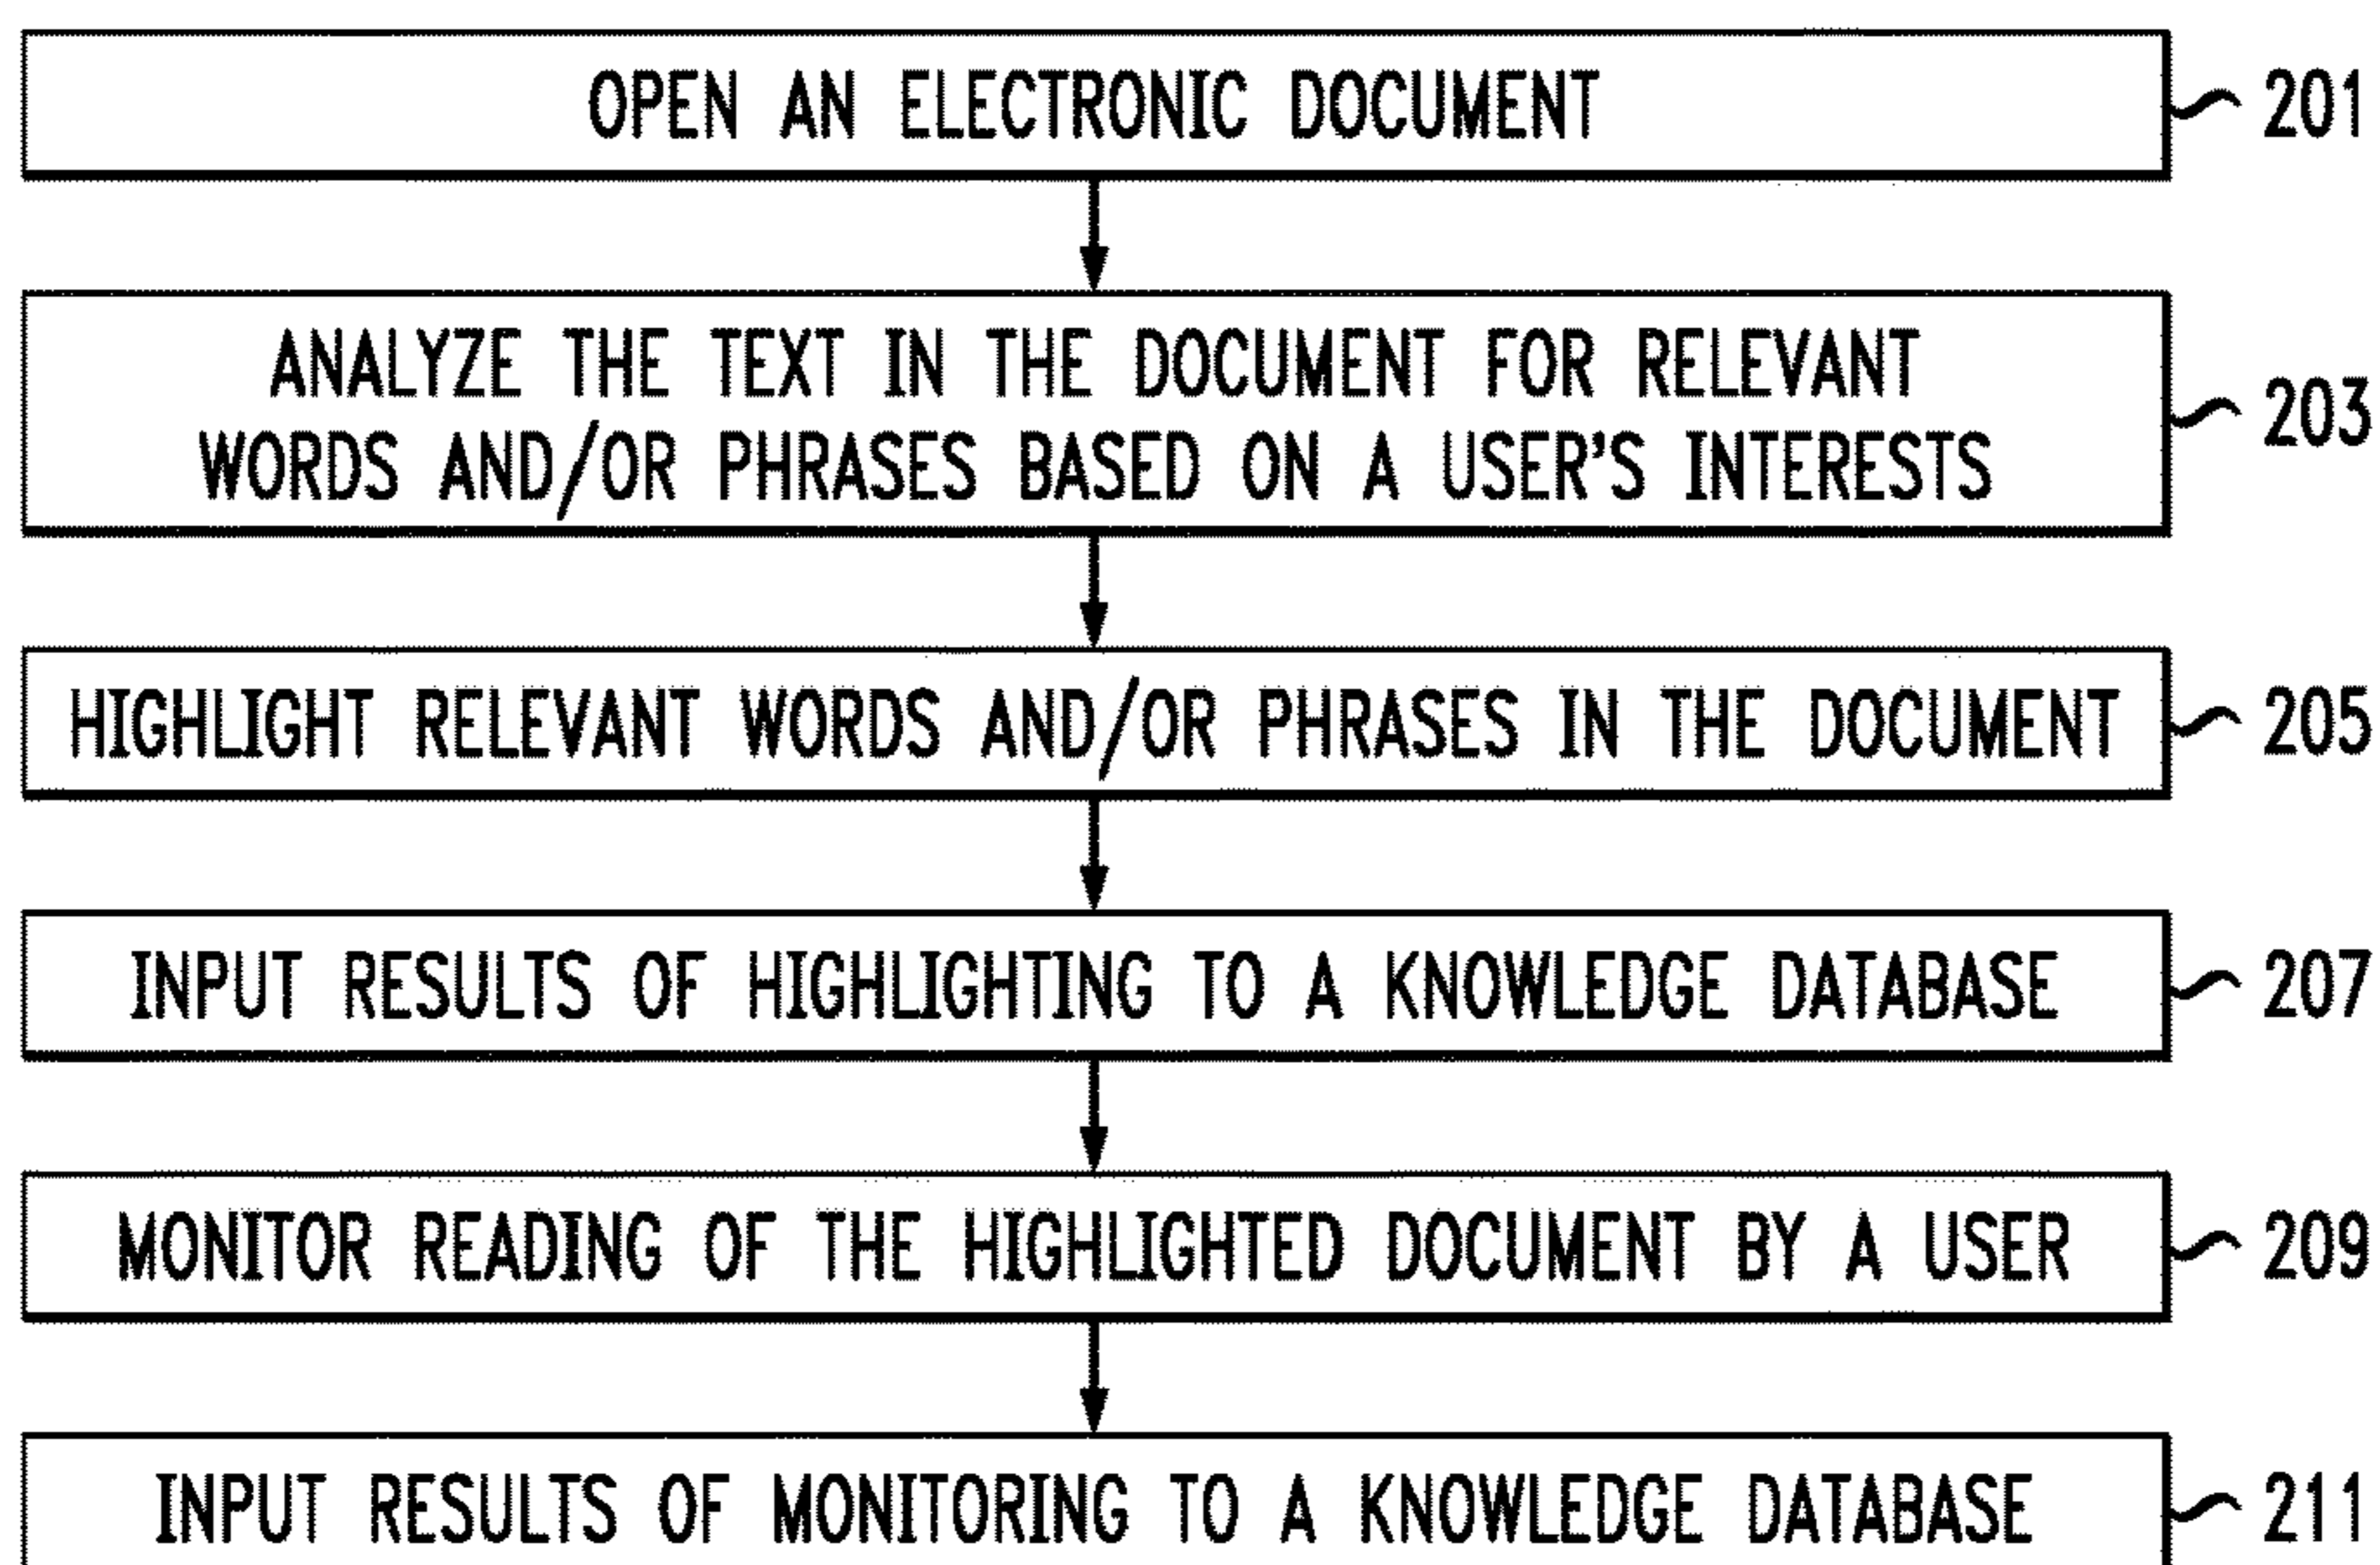 OPEN AN ELECTRONIC DOCUMENT
201
ANALYZE THE TEXT IN THE DOCUMENT FOR RELEVANT
WORDS AND/OR PHRASES BASED ON A USER'S INTERESTS
203
HIGHLIGHT RELEVANT WORDS AND/OR PHRASES IN THE DOCUMENT
205
INPUT RESULTS OF HIGHLIGHTING TO A KNOWLEDGE DATABASE
207
MONITOR READING OF THE HIGHLIGHTED DOCUMENT BY A USER
209
INPUT RESULTS OF MONITORING TO A KNOWLEDGE DATABASE
211